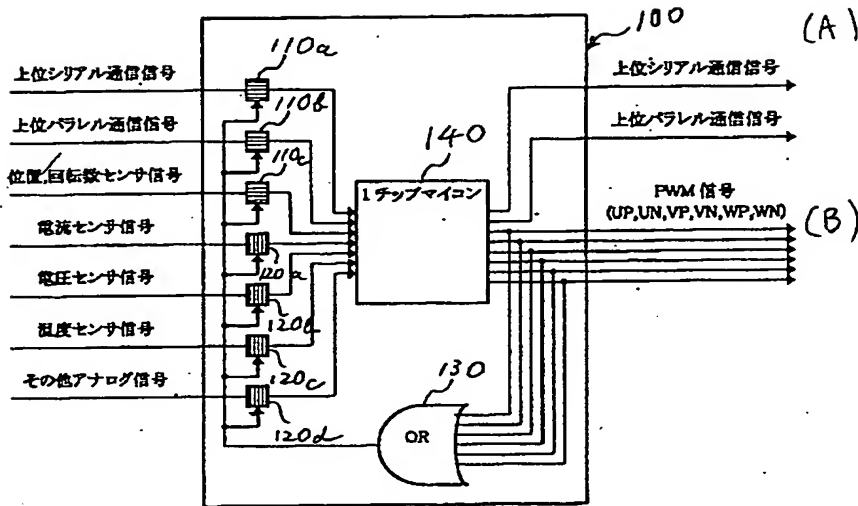 100
(A)
110a
上位シリアル通信信号
上位シリアル通信信号
110b
上位パラレル通信信号
上位パラレル通信信号
140
110c
位置,回転数センサ信号
1チップマイコン
PWM 信号
(UP,UN,VP,VN,WP,WN)
(B)
電流センサ信号
120a
電圧センサ信号
120b
温度センサ信号
120c
130
その他アナログ信号
120d
OR